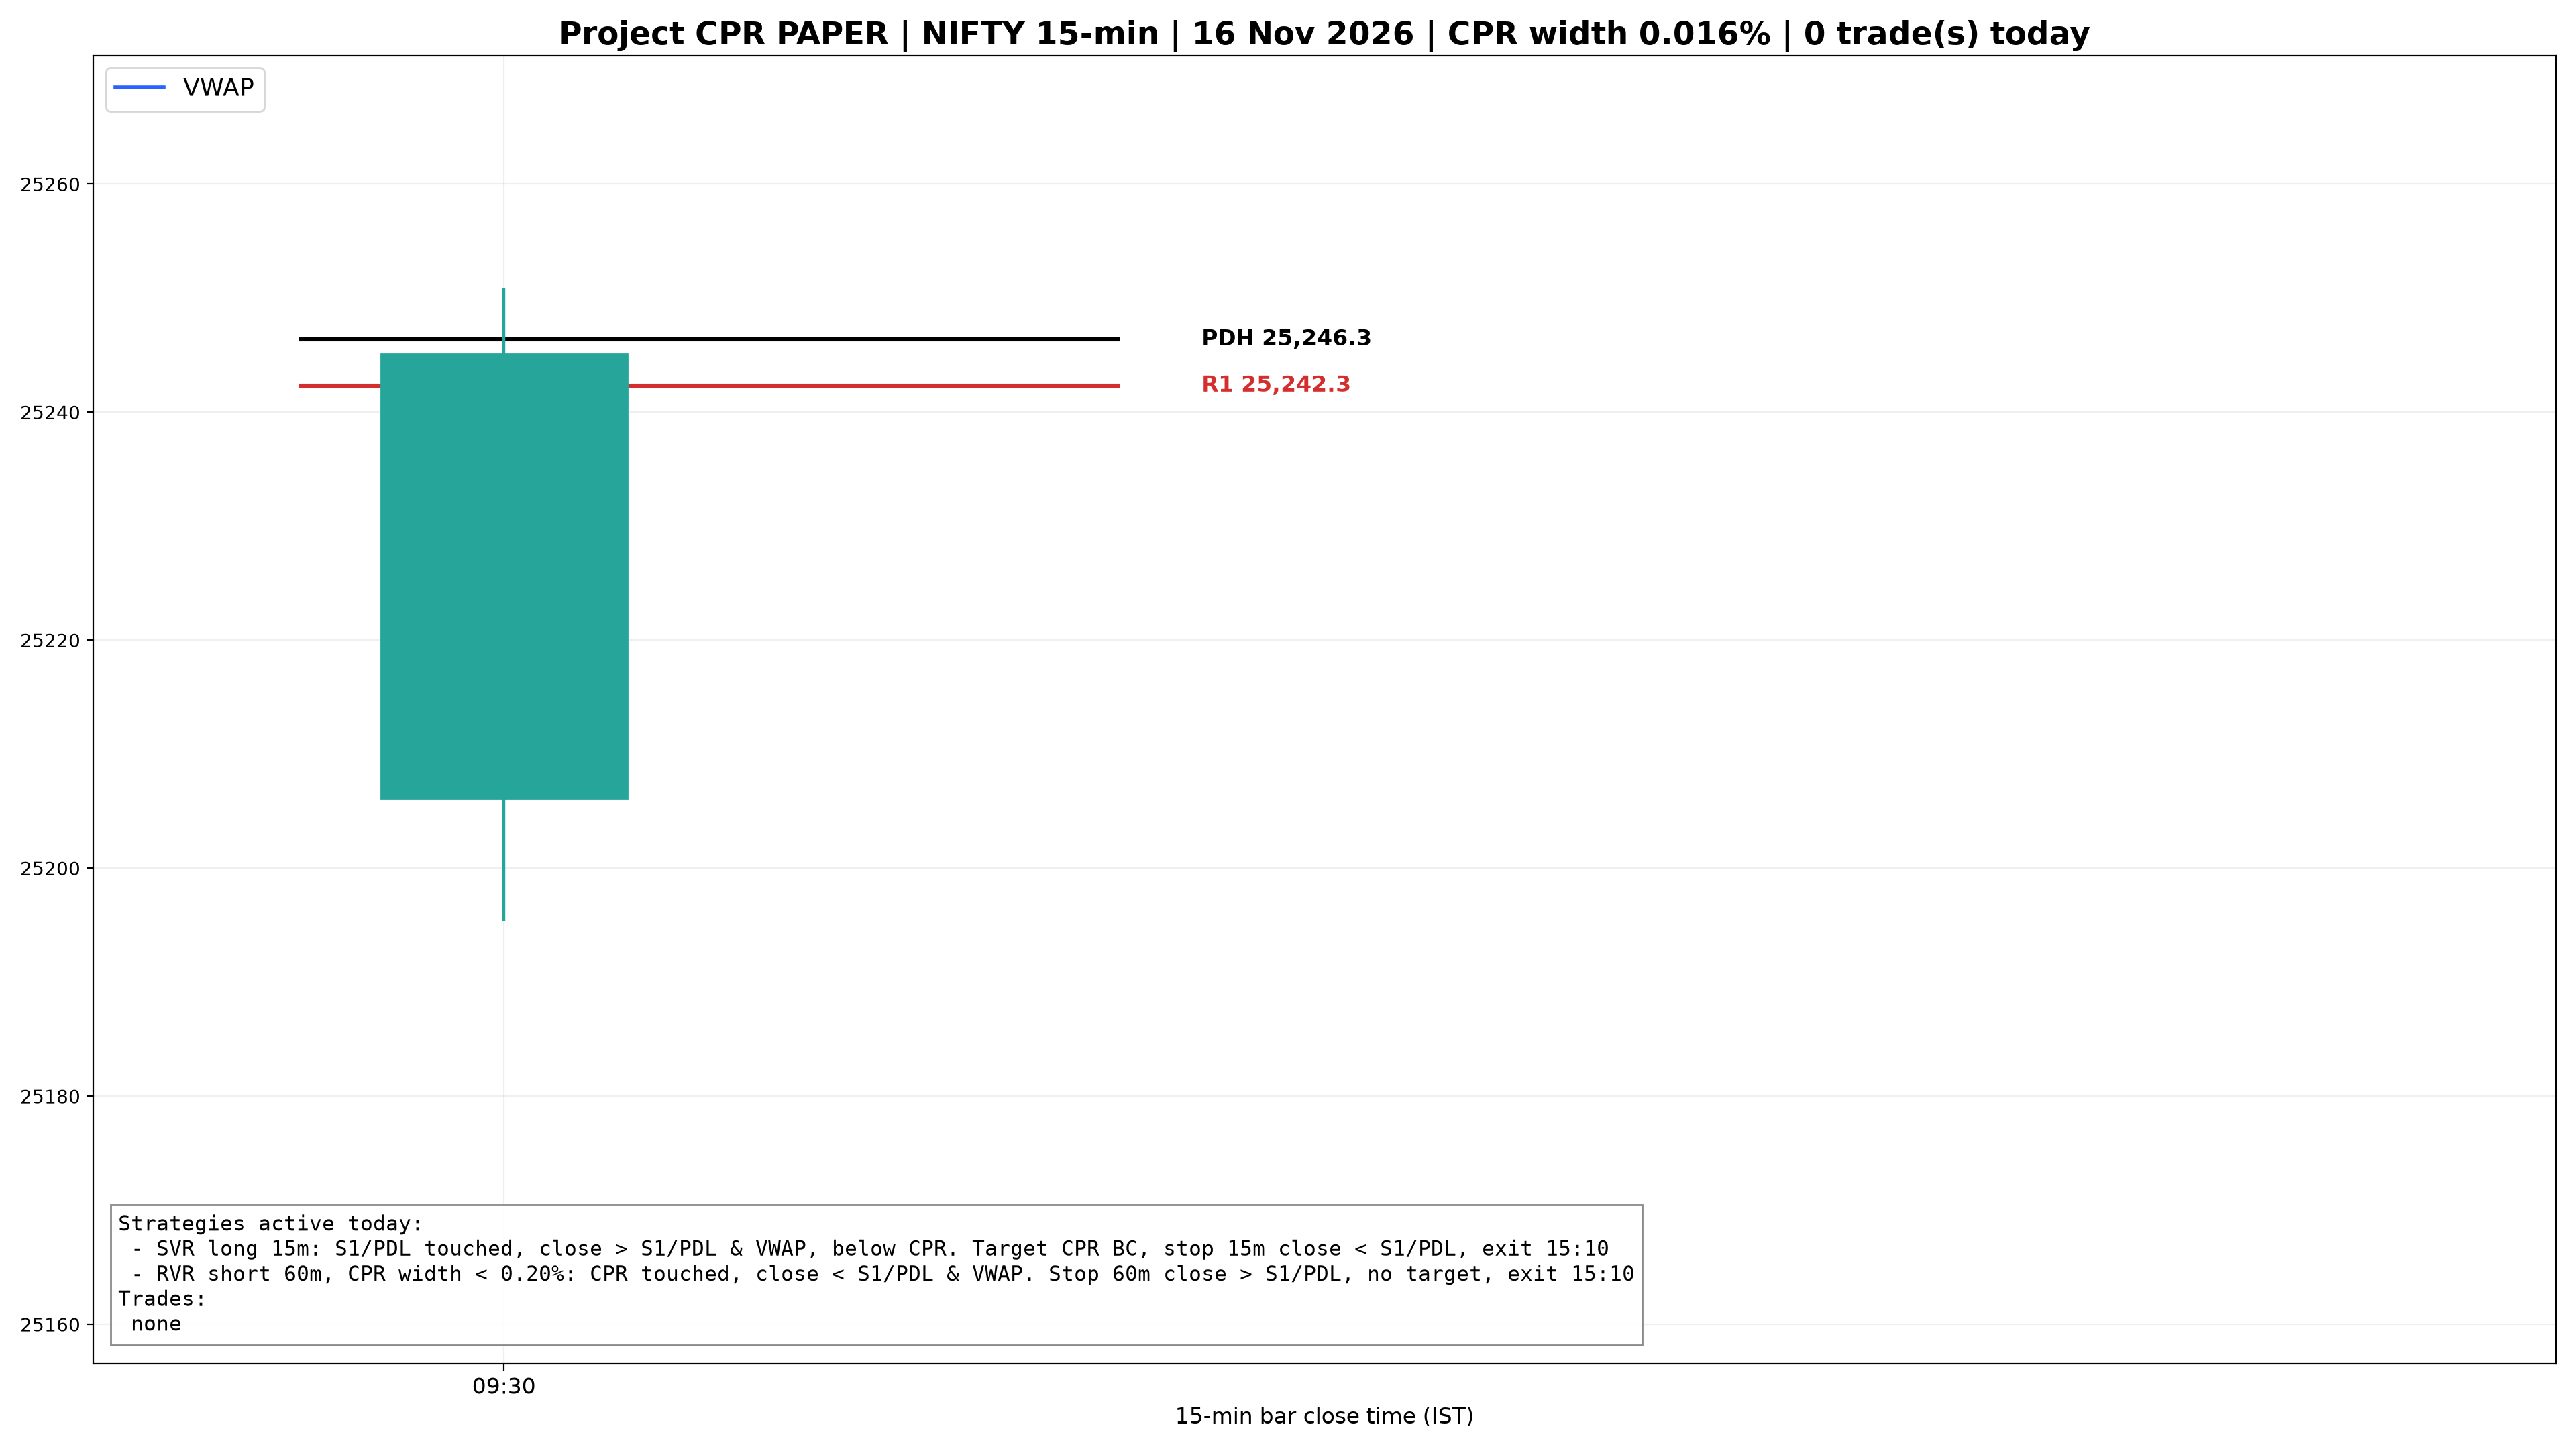 Project CPR PAPER | NIFTY 15-min | 16 Nov 2026 | CPR width 0.016% | 0 trade(s) today
VWAP
25260
PDH 25,246.3
R1 25,242.3
25240
25220
25200
25180
25160
Strategies active today:
- SVR long 15m: S1/PDL touched, close > S1/PDL & VWAP, below CPR. Target CPR BC, stop 15m close < S1/PDL, exit 15:10
- RVR short 60m, CPR width < 0.20%: CPR touched, close < S1/PDL & VWAP. Stop 60m close > S1/PDL, no target, exit 15:10
Trades:
none
09:30
15-min bar close time (IST)